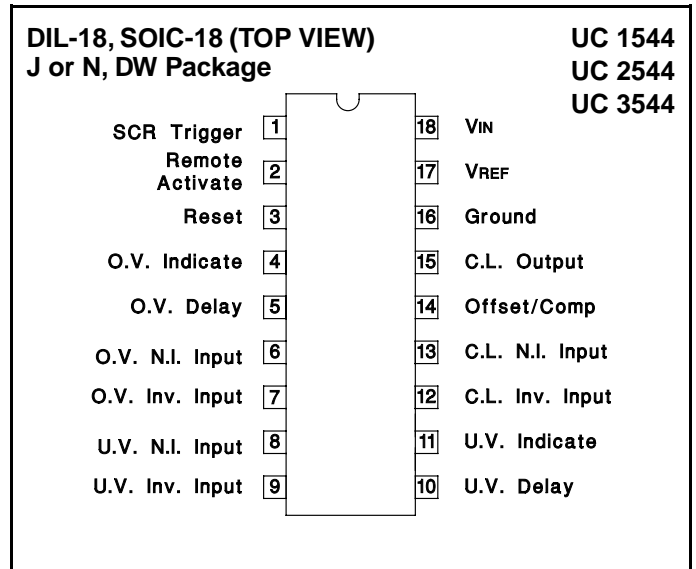 DIL-18, SOIC-18 (TOP VIEW)
J or N, DW Package
UC 1544
UC 2544
UC 3544
SCR Trigger 1
Remote
Activate 2
Reset 3
O.V. Indicate 4
O.V. Delay 5
O.V. N.I. Input 6
O.V. Inv. Input 7
U.V. N.I. Input 8
U.V. Inv. Input 9
18 VIN
17 VREF
16 Ground
15 C.L. Output
14 Offset/Comp
13 C.L. N.I. Input
12 C.L. Inv. Input
11 U.V. Indicate
10 U.V. Delay